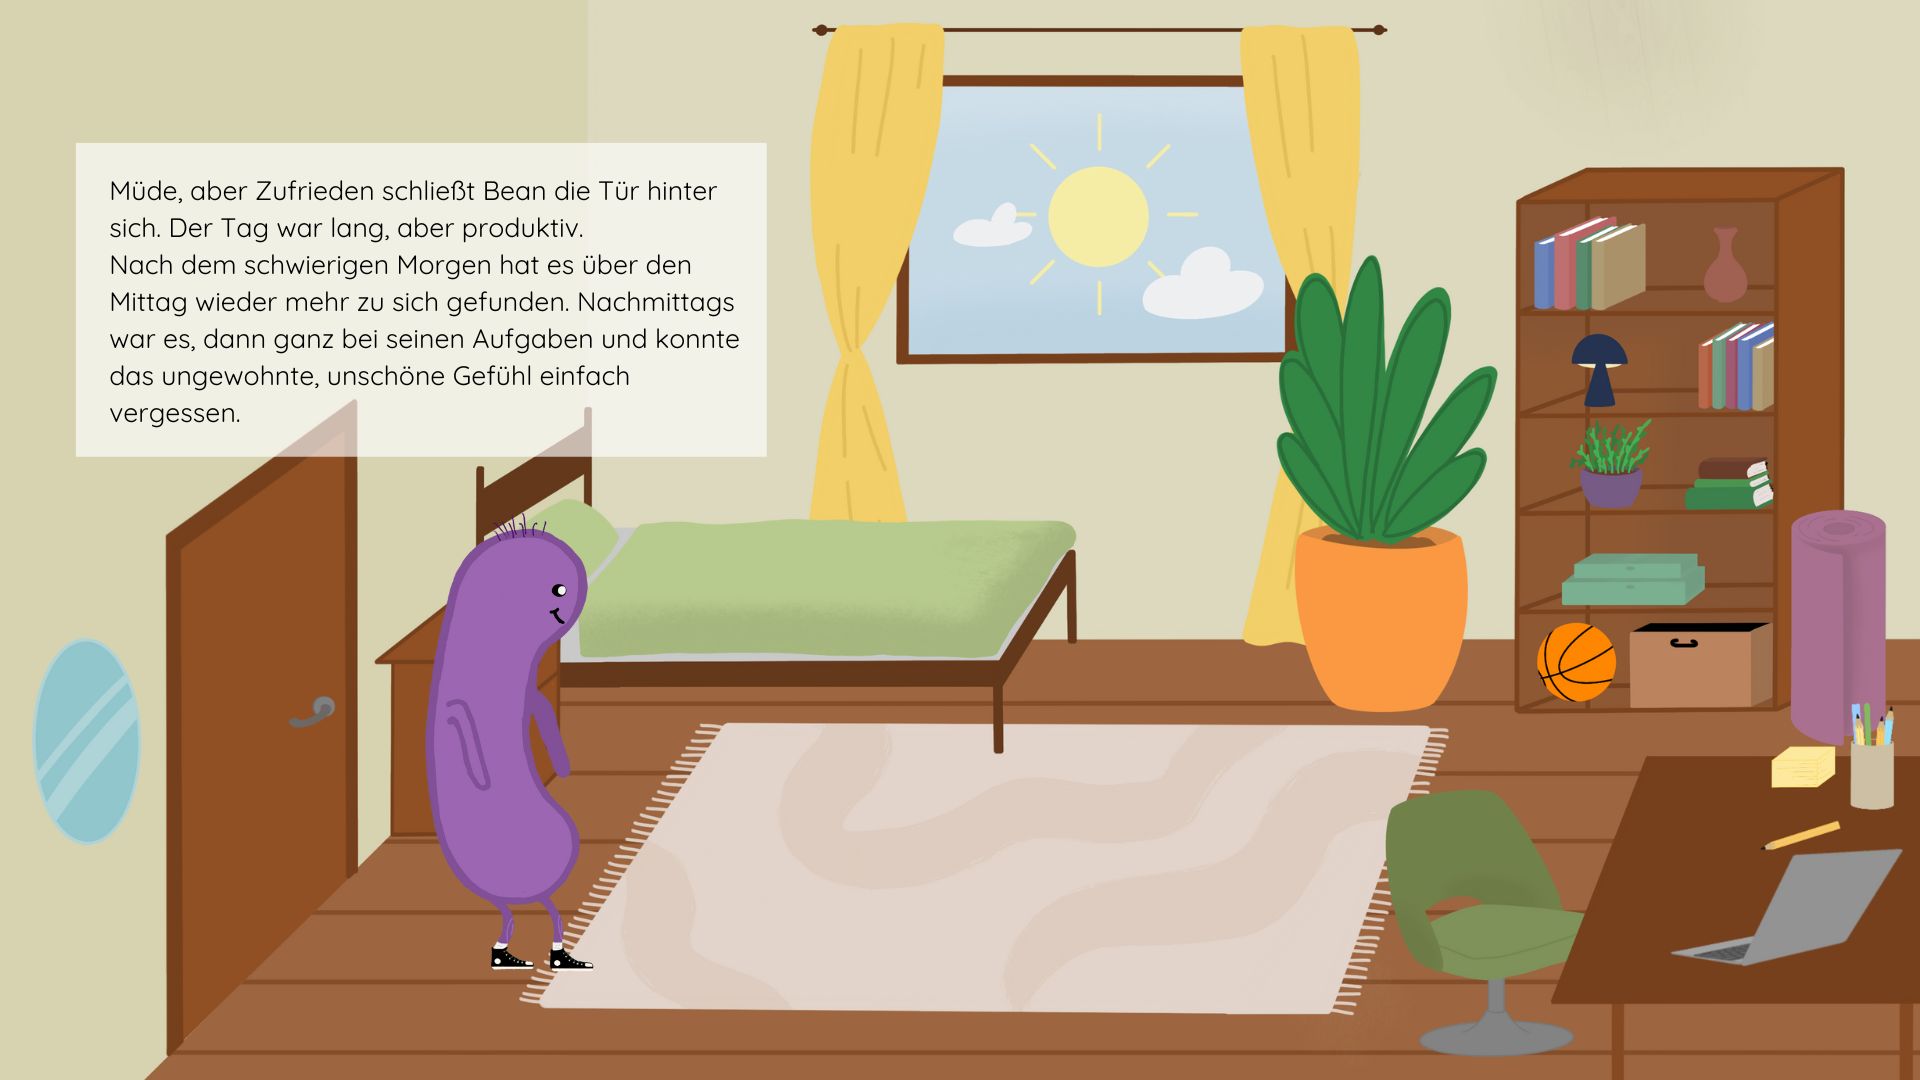 Müde, aber Zufrieden schließt Bean die Tür hinter
sich. Der Tag war lang, aber produktiv.
Nach dem schwierigen Morgen hat es über den
Mittag wieder mehr zu sich gefunden. Nachmittags
war es, dann ganz bei seinen Aufgaben und konnte
das ungewohnte, unschöne Gefühl einfach
vergessen.